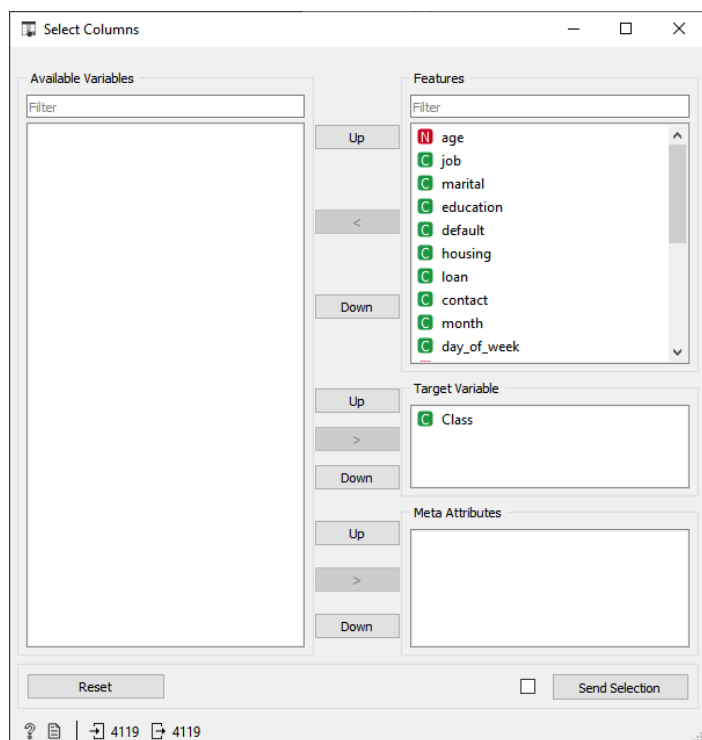 Select Columns
Available Variables
Filter
Up
<
Down
Up
>
Down
Up
>
Down
Features
Filter
N age
C job
C marital
C education
C default
C housing
C loan
C contact
C month
C day_of_week
Target Variable
C Class
Meta Attributes
Reset
Send Selection
? 4119 4119